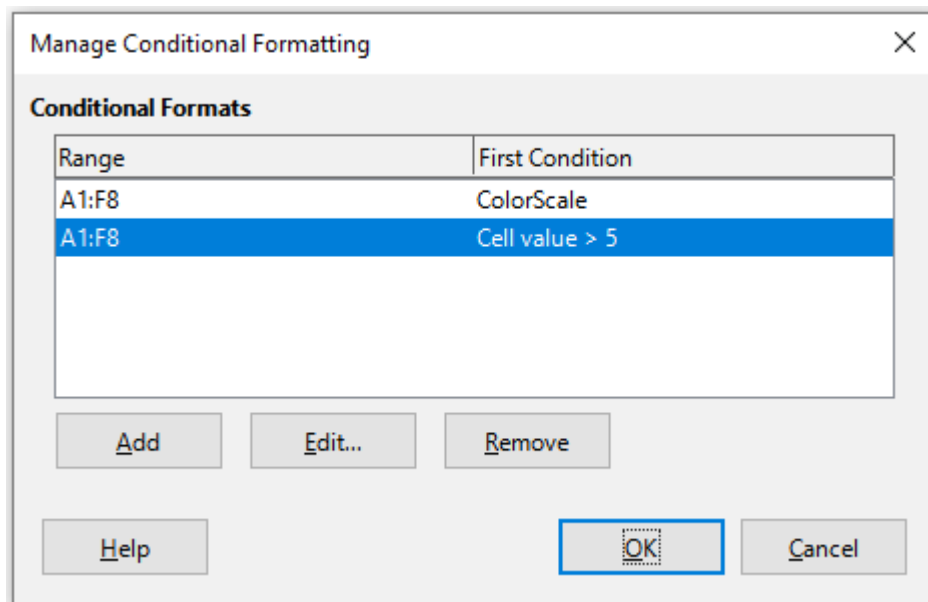 Manage Conditional Formatting
Conditional Formats
Range First Condition
A1:F8 ColorScale
A1:F8 Cell value > 5
Add Edit... Remove
Help OK Cancel